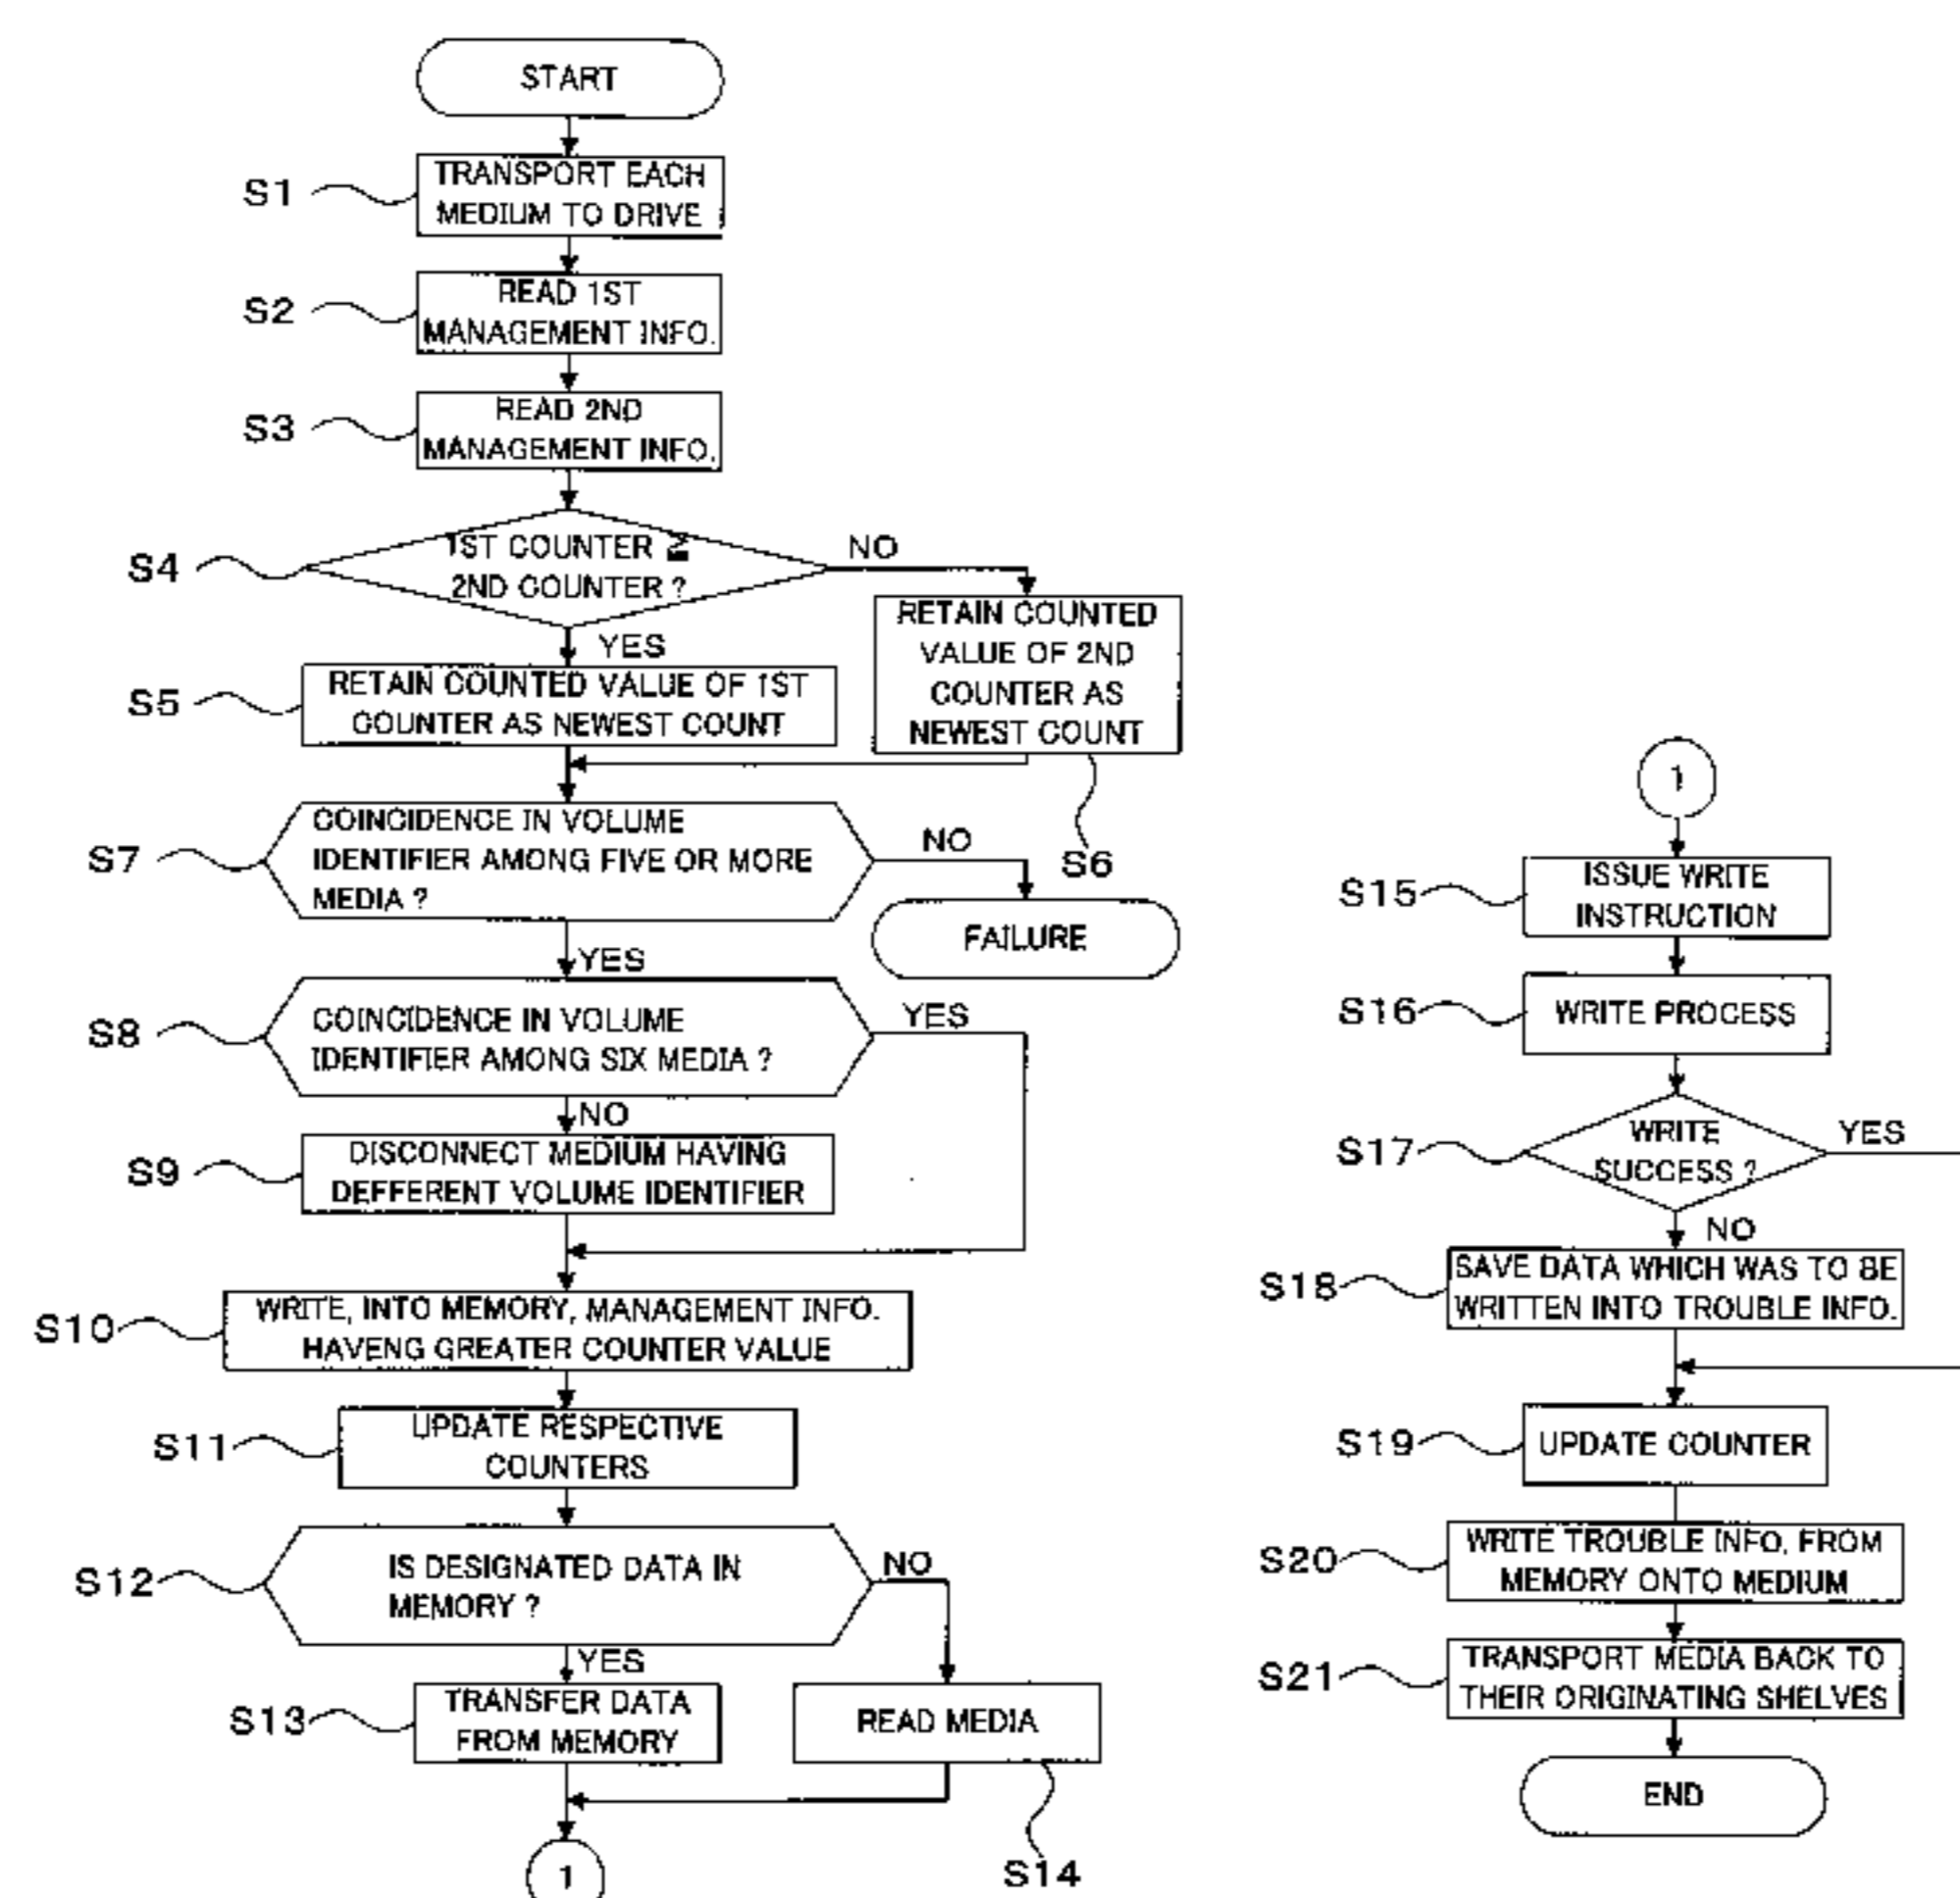 START
S1
TRANSPORT EACH
MEDIUM TO DRIVE
S2
READ 1ST
MANAGEMENT INFO.
S3
READ 2ND
MANAGEMENT INFO.
S4
1ST COUNTER ≧
2ND COUNTER ?
NO
YES
S5
RETAIN COUNTED VALUE OF 1ST
COUNTER AS NEWEST COUNT
RETAIN COUNTED
VALUE OF 2ND
COUNTER AS
NEWEST COUNT
S6
S7
COINCIDENCE IN VOLUME
IDENTIFIER AMONG FIVE OR MORE
MEDIA ?
NO
FAILURE
YES
S8
COINCIDENCE IN VOLUME
IDENTIFIER AMONG SIX MEDIA ?
YES
NO
S9
DISCONNECT MEDIUM HAVING
DEFFERENT VOLUME IDENTIFIER
S10
WRITE, INTO MEMORY, MANAGEMENT INFO.
HAVENG GREATER COUNTER VALUE
S11
UPDATE RESPECTIVE
COUNTERS
S12
IS DESIGNATED DATA IN
MEMORY ?
NO
YES
S13
TRANSFER DATA
FROM MEMORY
READ MEDIA
S14
1
1
S15
ISSUE WRITE
INSTRUCTION
S16
WRITE PROCESS
S17
WRITE
SUCCESS ?
YES
NO
S18
SAVE DATA WHICH WAS TO BE
WRITTEN INTO TROUBLE INFO.
S19
UPDATE COUNTER
S20
WRITE TROUBLE INFO. FROM
MEMORY ONTO MEDIUM
S21
TRANSPORT MEDIA BACK TO
THEIR ORIGINATING SHELVES
END